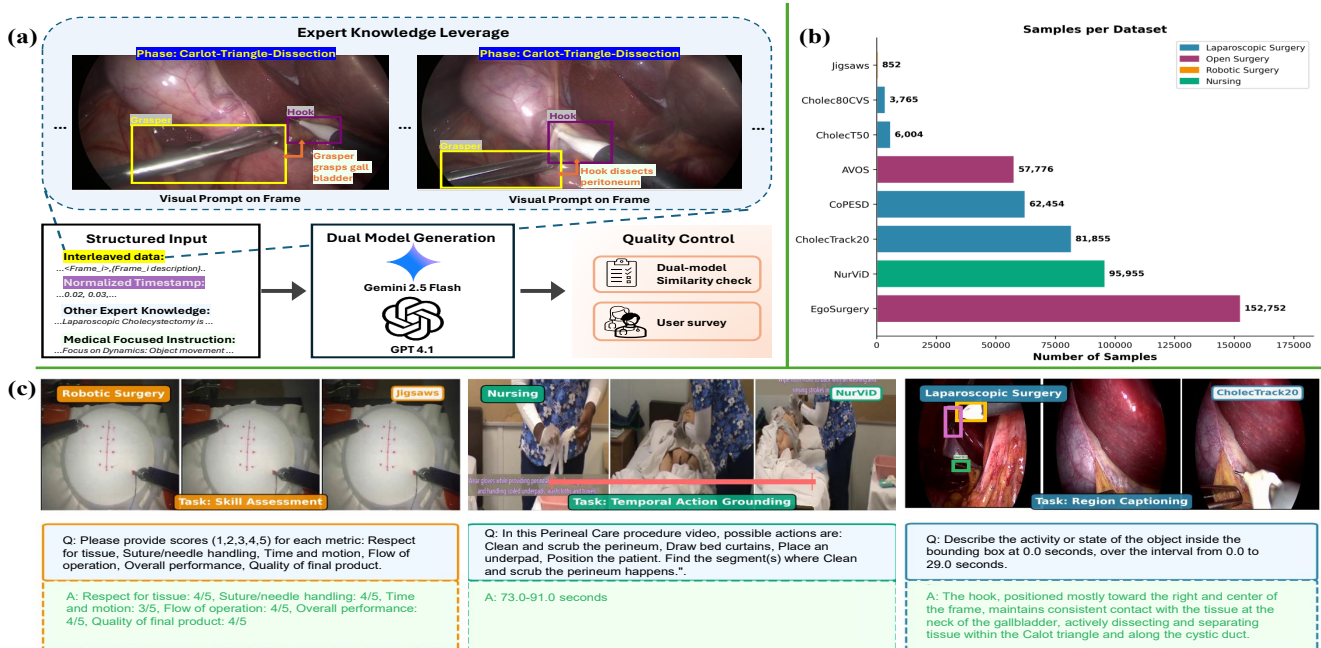 (a)
Expert Knowledge Leverage
Phase: Carlot-Triangle-Dissection
Phase: Carlot-Triangle-Dissection
Grasper
Hook
Grasper
grasps gall
bladder
Hook
Grasper
Hook dissects
peritoneum
...
...
...
Visual Prompt on Frame
Visual Prompt on Frame
Structured Input
Interleaved data:
...<Frame_i>,{Frame_i description}..
Normalized Timestamp:
...0.02, 0.03,...
Other Expert Knowledge:
...Laparoscopic Cholecystectomy is ...
Medical Focused Instruction:
...Focus on Dynamics: Object movement ...
Dual Model Generation
Gemini 2.5 Flash
GPT 4.1
Quality Control
Dual-model
Similarity check
User survey
(b)
Samples per Dataset
Laparoscopic Surgery
Open Surgery
Robotic Surgery
Nursing
Jigsaws
852
Cholec80CVS
3,765
CholecT50
6,004
AVOS
57,776
CoPESD
62,454
CholecTrack20
81,855
NurViD
95,955
EgoSurgery
152,752
0 25000 50000 75000 100000 125000 150000 175000
Number of Samples
(c)
Robotic Surgery
Jigsaws
Task: Skill Assessment
Q: Please provide scores (1,2,3,4,5) for each metric: Respect
for tissue, Suture/needle handling, Time and motion, Flow of
operation, Overall performance, Quality of final product.
A: Respect for tissue: 4/5, Suture/needle handling: 4/5, Time
and motion: 3/5, Flow of operation: 4/5, Overall performance:
4/5, Quality of final product: 4/5
Nursing
NurViD
Task: Temporal Action Grounding
Q: In this Perineal Care procedure video, possible actions are:
Clean and scrub the perineum, Draw bed curtains, Place an
underpad, Position the patient. Find the segment(s) where Clean
and scrub the perineum happens.".
A: 73.0-91.0 seconds
Laparoscopic Surgery
CholecTrack20
Task: Region Captioning
Q: Describe the activity or state of the object inside the
bounding box at 0.0 seconds, over the interval from 0.0 to
29.0 seconds.
A: The hook, positioned mostly toward the right and center of
the frame, maintains consistent contact with the tissue at the
neck of the gallbladder, actively dissecting and separating
tissue within the Calot triangle and along the cystic duct.